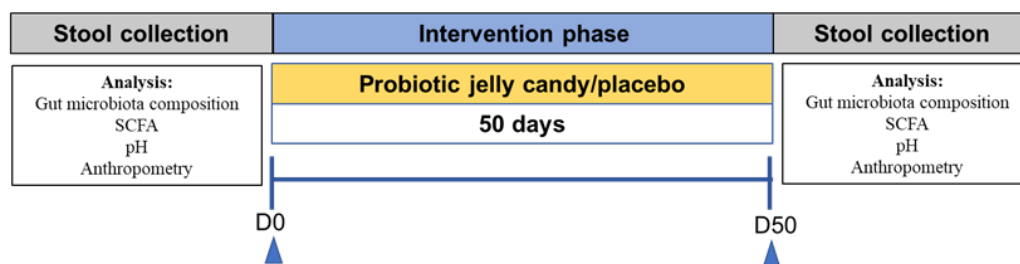 Stool collection
Intervention phase
Stool collection
Analysis:
Gut microbiota composition
SCFA
pH
Anthropometry
Probiotic jelly candy/placebo
50 days
Analysis:
Gut microbiota composition
SCFA
pH
Anthropometry
D0
D50